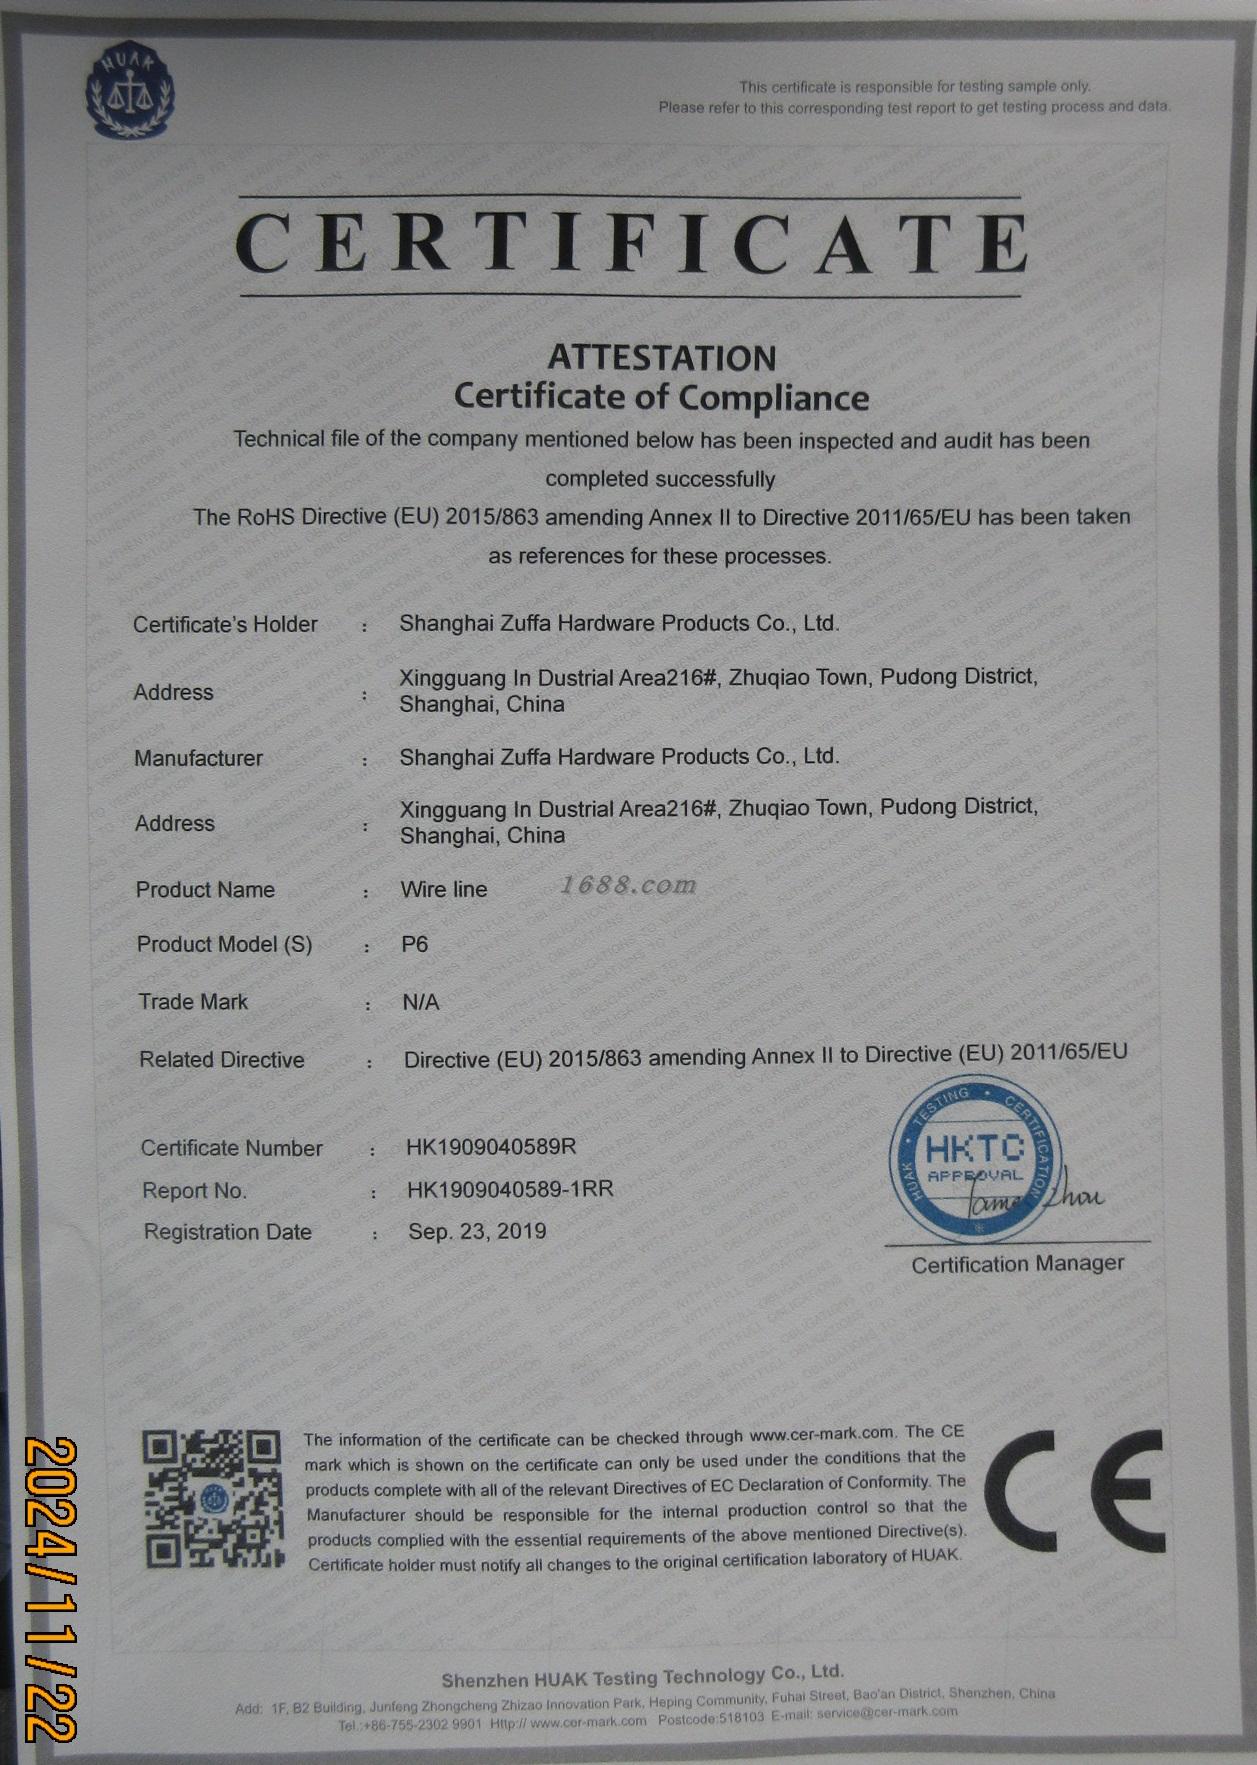 HUAK
This certificate is responsible for testing sample only.
Please refer to this corresponding test report to get testing process and data.
CERTIFICATE
ATTESTATION
Certificate of Compliance
Technical file of the company mentioned below has been inspected and audit has been
completed successfully
The RoHS Directive (EU) 2015/863 amending Annex II to Directive 2011/65/EU has been taken
as references for these processes.
Certificate's Holder : Shanghai Zuffa Hardware Products Co., Ltd.
Address : Xingguang In Dustrial Area216#, Zhuqiao Town, Pudong District,
Shanghai, China
Manufacturer : Shanghai Zuffa Hardware Products Co., Ltd.
Address : Xingguang In Dustrial Area216#, Zhuqiao Town, Pudong District,
Shanghai, China
Product Name : Wire line
1688.com
Product Model (S) : P6
Trade Mark : N/A
Related Directive : Directive (EU) 2015/863 amending Annex II to Directive (EU) 2011/65/EU
Certificate Number : HK1909040589R
Report No. : HK1909040589-1RR
Registration Date : Sep. 23, 2019
HUAK • TESTING • CERTIFICATION
HKTC
APPROVAL
Zhou
Certification Manager
The information of the certificate can be checked through www.cer-mark.com. The CE
mark which is shown on the certificate can only be used under the conditions that the
products complete with all of the relevant Directives of EC Declaration of Conformity. The
Manufacturer should be responsible for the internal production control so that the
products complied with the essential requirements of the above mentioned Directive(s).
Certificate holder must notify all changes to the original certification laboratory of HUAK.
CE
Shenzhen HUAK Testing Technology Co., Ltd.
Add: 1F, B2 Building, Junfeng Zhongcheng Zhizao Innovation Park, Heping Community, Fuhai Street, Bao'an District, Shenzhen, China
Tel.:+86-755-2302 9901 Http:// www.cer-mark.com Postcode:518103 E-mail: service@cer-mark.com
2024/11/22